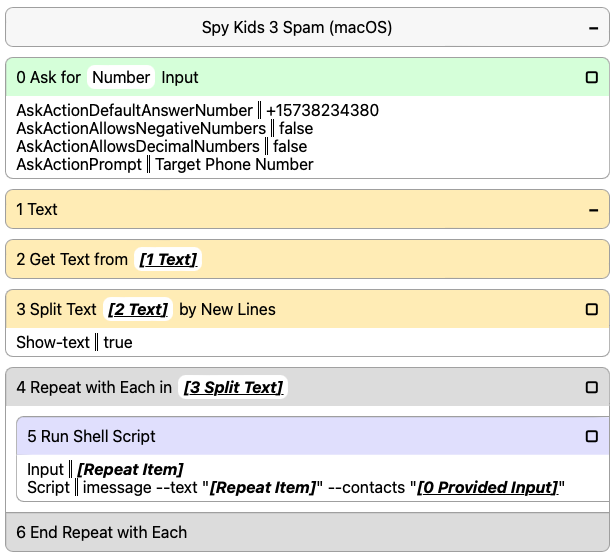 Spy Kids 3 Spam (macOS)
0 Ask for Number Input
AskActionDefaultAnswerNumber ‖ +15738234380
AskActionAllowsNegativeNumbers ‖ false
AskActionAllowsDecimalNumbers ‖ false
AskActionPrompt ‖ Target Phone Number
1 Text
2 Get Text from [1 Text]
3 Split Text [2 Text] by New Lines
Show-text ‖ true
4 Repeat with Each in [3 Split Text]
5 Run Shell Script
Input ‖ [Repeat Item]
Script ‖ imessage --text "[Repeat Item]" --contacts "[0 Provided Input]"
6 End Repeat with Each